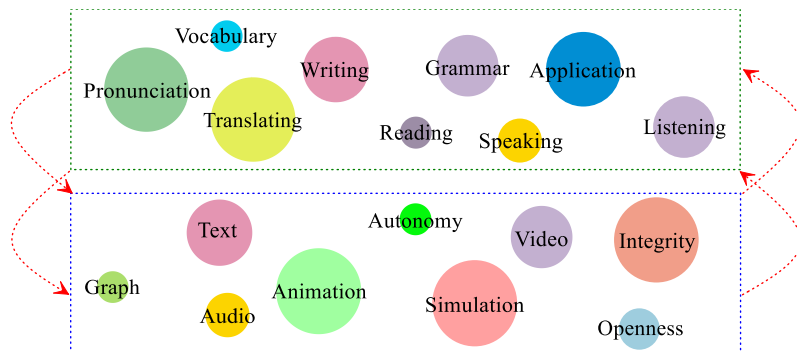 Vocabulary
Pronunciation
Translating
Writing
Grammar
Application
Reading
Speaking
Listening
Text
Autonomy
Video
Integrity
Graph
Audio
Animation
Simulation
Openness